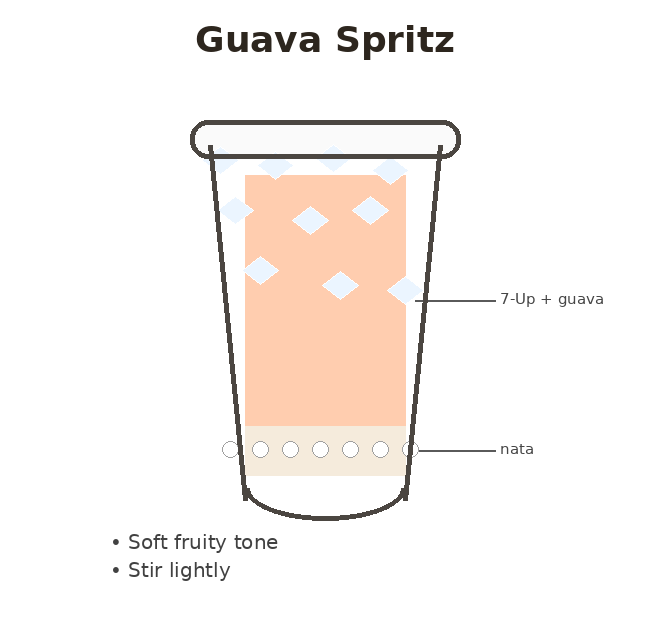 Guava Spritz
7-Up + guava
nata
• Soft fruity tone
• Stir lightly